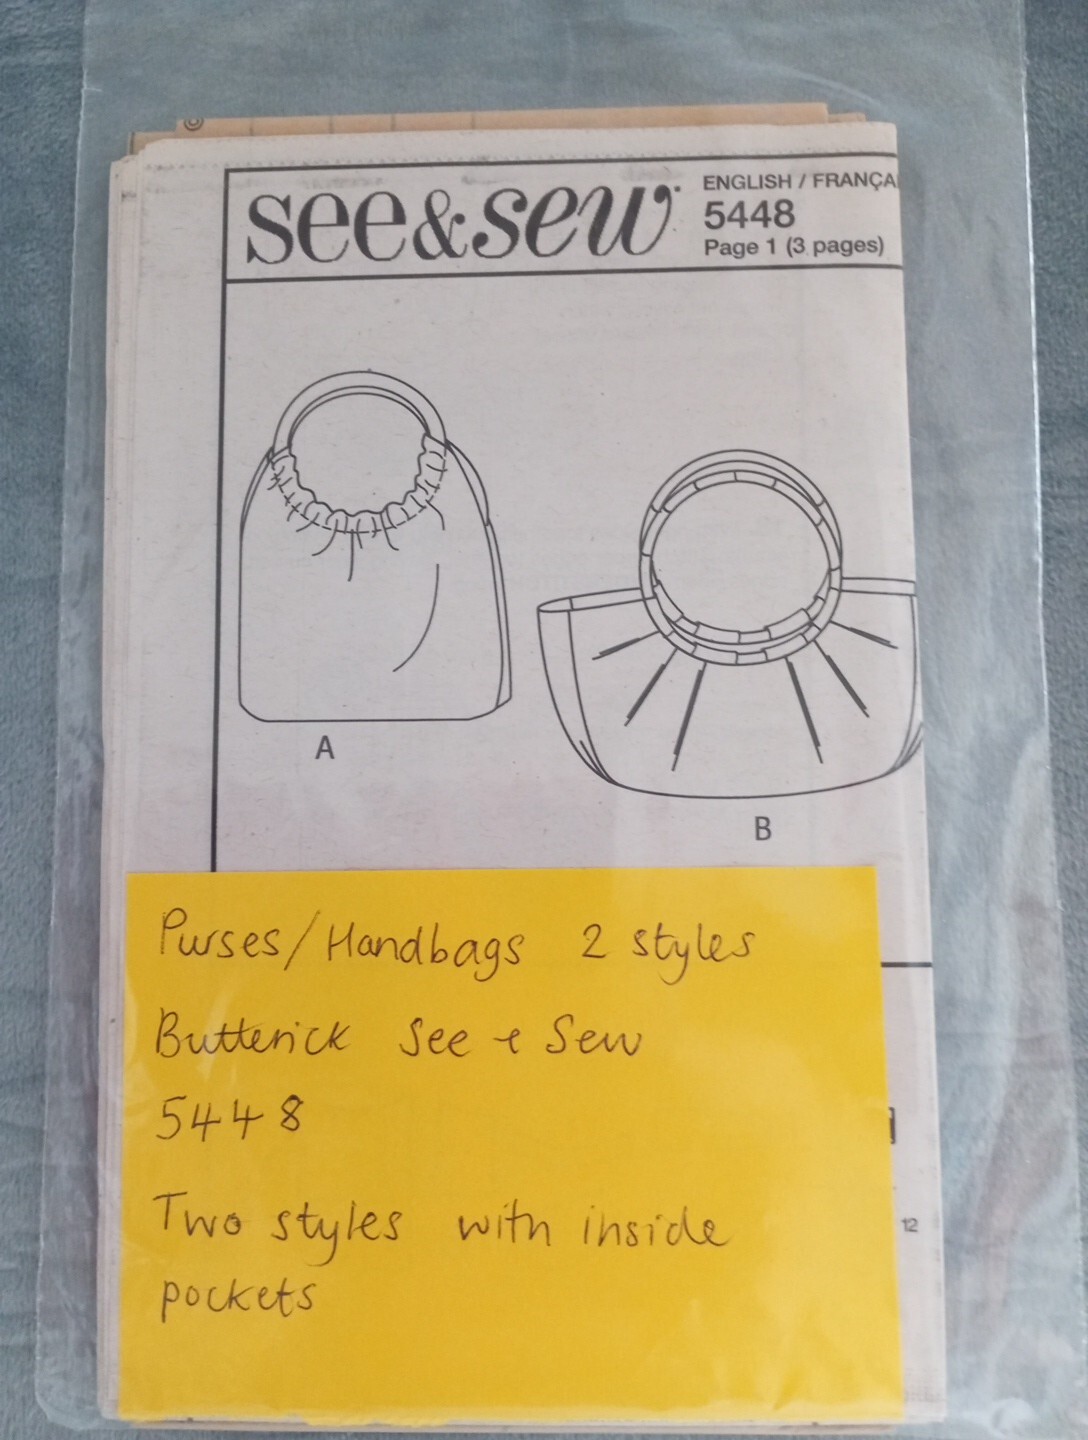 see&sew
ENGLISH / FRANÇA
5448
Page 1 (3 pages)
A
B
Purses/Handbags 2 styles
Butterick See & Sew
5448
Two styles with inside
pockets
12